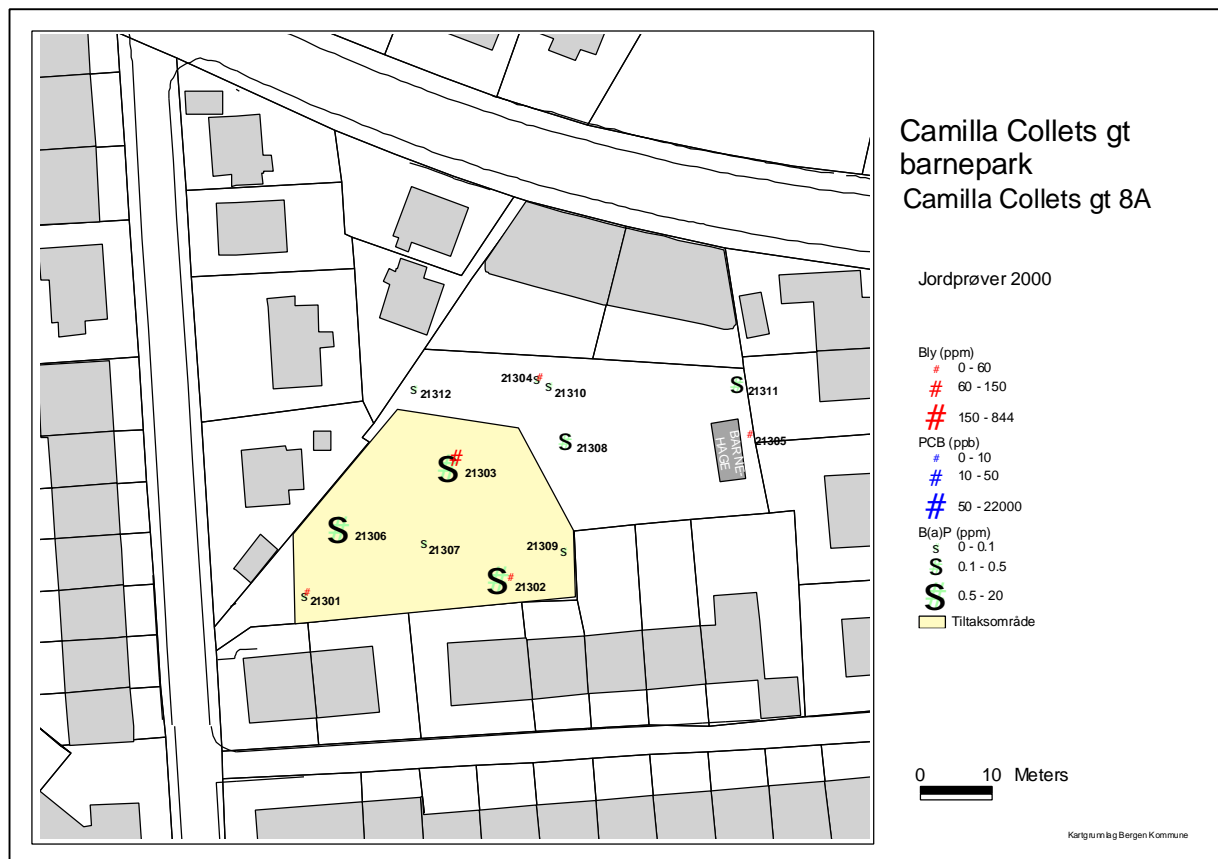 Camilla Collets gt
barnepark
Camilla Collets gt 8A
Jordprøver 2000
Bly (ppm)
# 0 - 60
# 60 - 150
# 150 - 844
PCB (ppb)
# 0 - 10
# 10 - 50
# 50 - 22000
B(a)P (ppm)
s 0 - 0.1
s 0.1 - 0.5
s 0.5 - 20
Tiltaksområde
21304 s # s 21310
s 21312
s 21311
s 21308
# 21305
BARNE
HAGE
s # 21303
s 21306
s 21307
21309 s
s # 21302
s # 21301
0 10 Meters
Kartgrunnlag Bergen Kommune